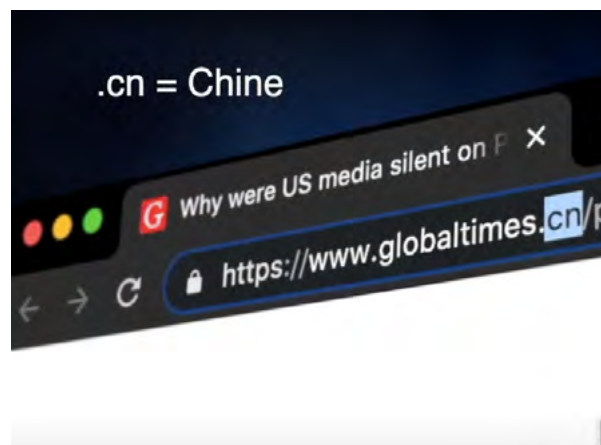 .cn = Chine
G Why were US media silent on P
https://www.globaltimes.cn/p